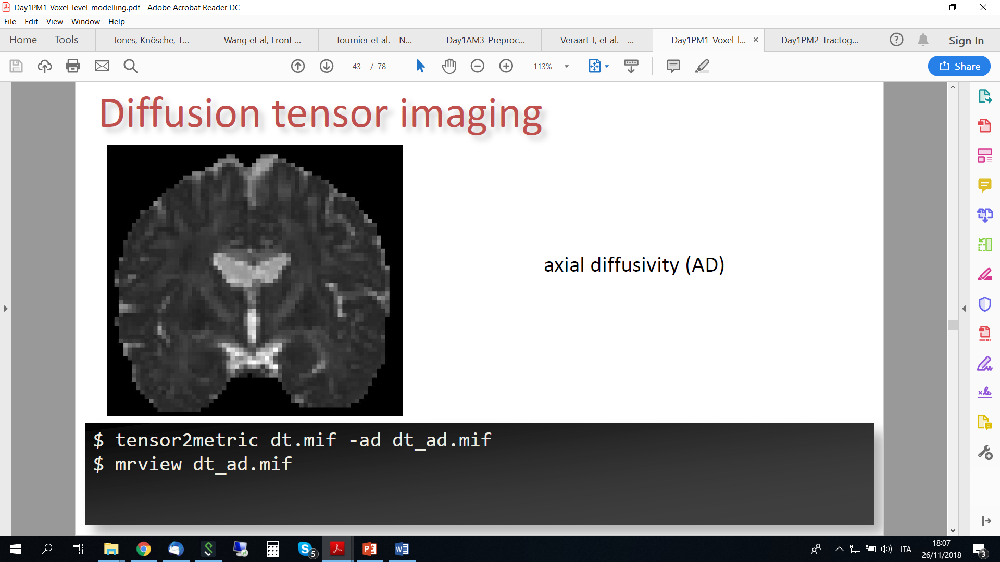 Day1PM1_Voxel_level_modelling.pdf - Adobe Acrobat Reader DC
File Edit View Window Help
Home Tools Jones, Knösche, T... Wang et al, Front ... Tournier et al. - N... Day1AM3_Preproc... Veraart J, et al. - ... Day1PM1_Voxel_l... Day1PM2_Tractog... Sign In
43 / 78 113% Share
Diffusion tensor imaging
axial diffusivity (AD)
$ tensor2metric dt.mif -ad dt_ad.mif
$ mrview dt_ad.mif
5
ITA
18:07
26/11/2018
3